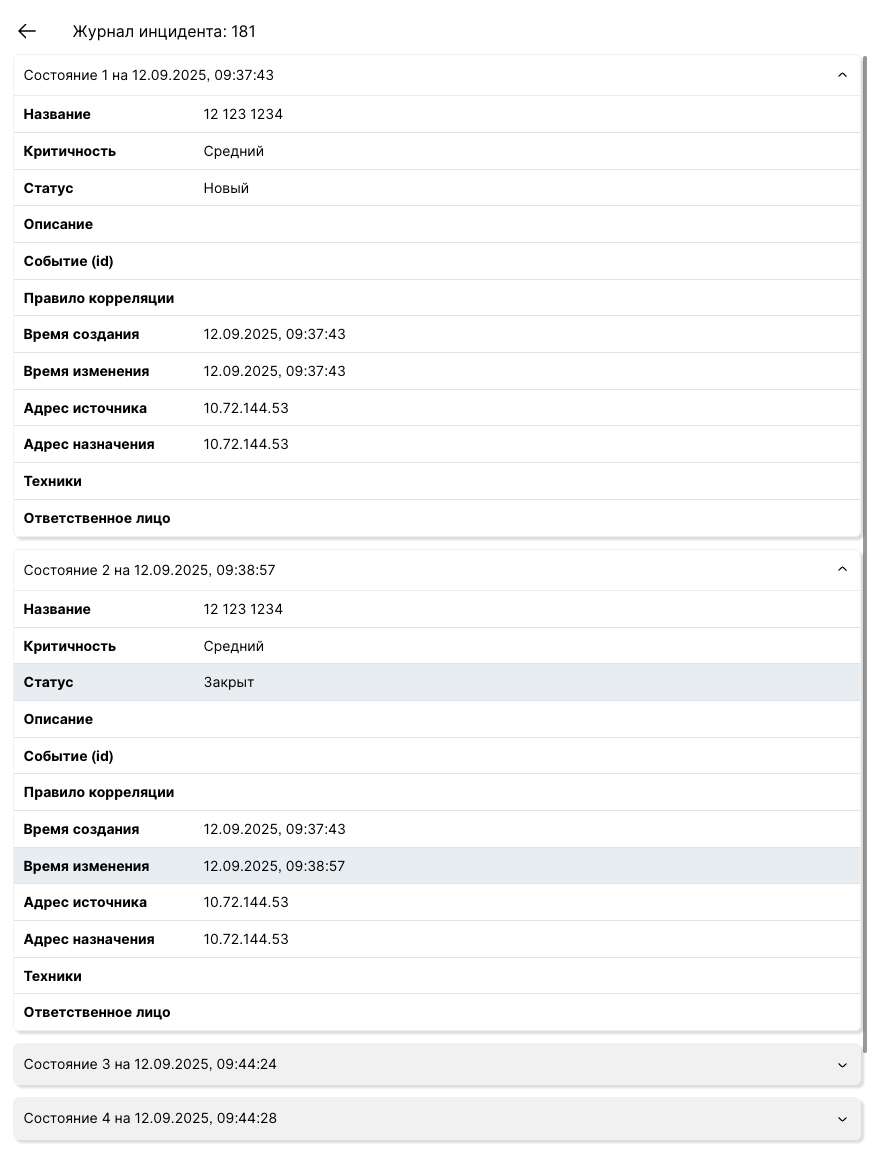 Журнал инцидента: 181
Состояние 1 на 12.09.2025, 09:37:43
Название 12 123 1234
Критичность Средний
Статус Новый
Описание
Событие (id)
Правило корреляции
Время создания 12.09.2025, 09:37:43
Время изменения 12.09.2025, 09:37:43
Адрес источника 10.72.144.53
Адрес назначения 10.72.144.53
Техники
Ответственное лицо
Состояние 2 на 12.09.2025, 09:38:57
Название 12 123 1234
Критичность Средний
Статус Закрыт
Описание
Событие (id)
Правило корреляции
Время создания 12.09.2025, 09:37:43
Время изменения 12.09.2025, 09:38:57
Адрес источника 10.72.144.53
Адрес назначения 10.72.144.53
Техники
Ответственное лицо
Состояние 3 на 12.09.2025, 09:44:24
Состояние 4 на 12.09.2025, 09:44:28